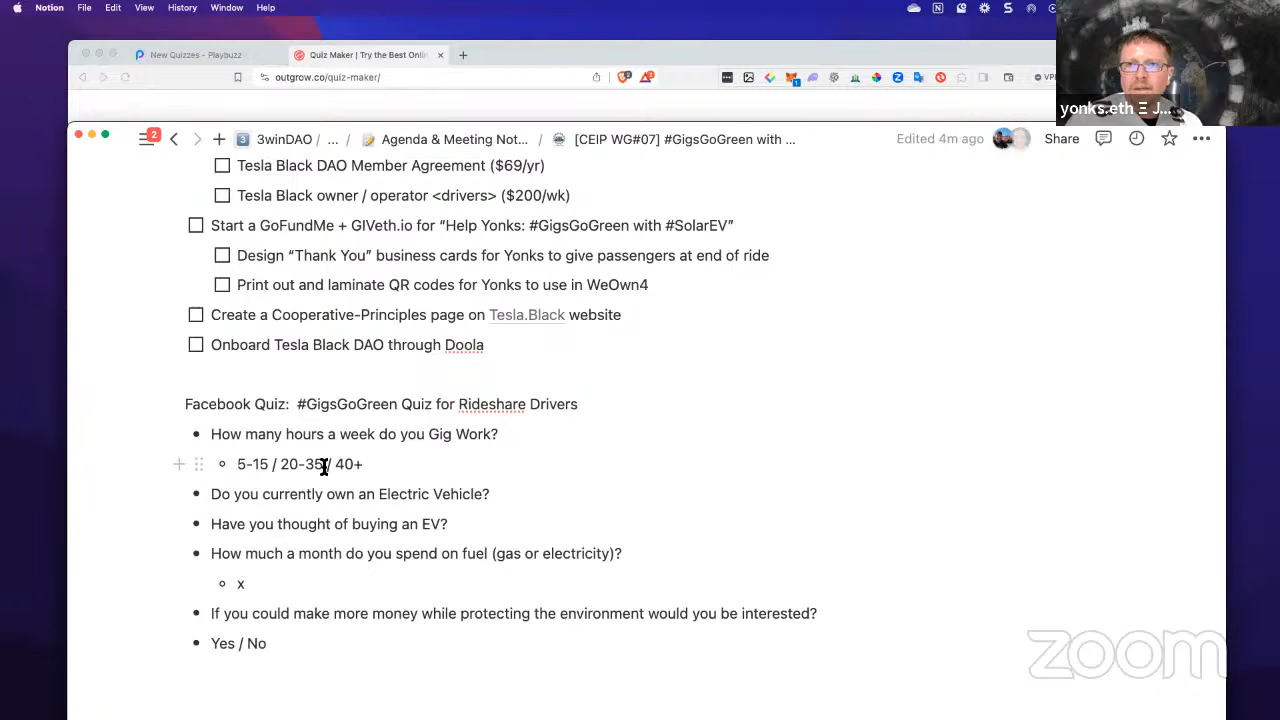 Notion File Edit View History Window Help
New Quizzes - Playbuzz
Quiz Maker | Try the Best Onlin
outgrow.co/quiz-maker/
VP
yonks.eth Ξ J...
2
3winDAO / ... / Agenda & Meeting Not... / [CEIP WG#07] #GigsGoGreen with ...
Edited 4m ago Share
Tesla Black DAO Member Agreement ($69/yr)
Tesla Black owner / operator <drivers> ($200/wk)
Start a GoFundMe + GIVeth.io for “Help Yonks: #GigsGoGreen with #SolarEV”
Design “Thank You” business cards for Yonks to give passengers at end of ride
Print out and laminate QR codes for Yonks to use in WeOwn4
Create a Cooperative-Principles page on Tesla.Black website
Onboard Tesla Black DAO through Doola
Facebook Quiz: #GigsGoGreen Quiz for Rideshare Drivers
• How many hours a week do you Gig Work?
5-15 / 20-35 / 40+
• Do you currently own an Electric Vehicle?
• Have you thought of buying an EV?
• How much a month do you spend on fuel (gas or electricity)?
x
• If you could make more money while protecting the environment would you be interested?
• Yes / No
zoom